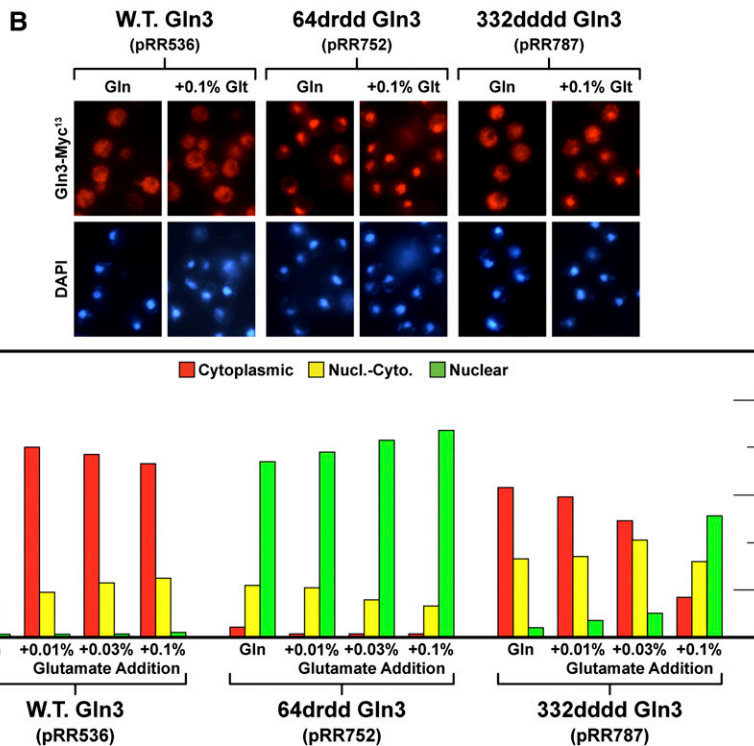 B
W.T. Gln3 64drdd Gln3 332dddd Gln3
(pRR536) (pRR752) (pRR787)
Gln +0.1% Glt Gln +0.1% Glt Gln +0.1% Glt
Gln3-Myc¹³
DAPI
Cytoplasmic Nucl.-Cyto. Nuclear
+0.01% +0.03% +0.1% Gln +0.01% +0.03% +0.1% Gln +0.01% +0.03% +0.1%
Glutamate Addition Glutamate Addition Glutamate Addition
W.T. Gln3 64drdd Gln3 332dddd Gln3
(pRR536) (pRR752) (pRR787)